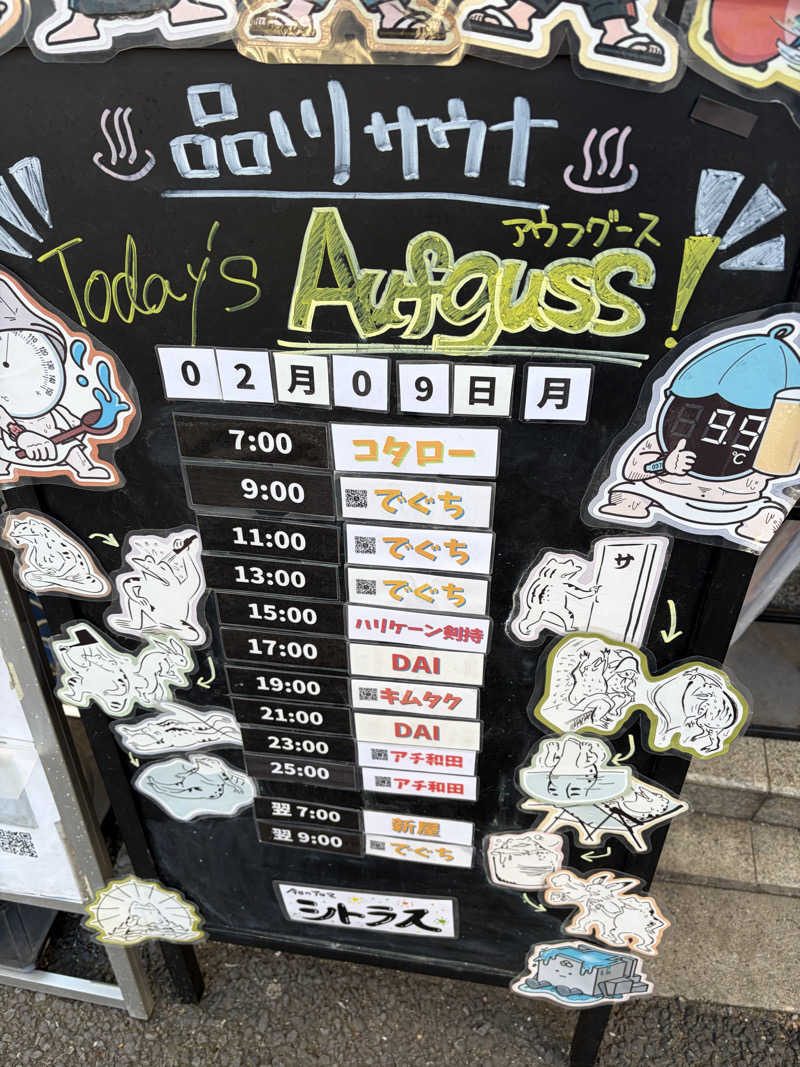 品川サウナ
アウフグース
Today's Aufguss!
02月09日月
7:00 コタロー
9:00 でぐち
11:00 でぐち
13:00 でぐち
15:00 ハリケーン剣持
17:00 DAI
19:00 キムタク
21:00 DAI
23:00 アチ和田
25:00 アチ和田
翌 7:00 新屋
翌 9:00 でぐち
シトラス
サ
99
℃